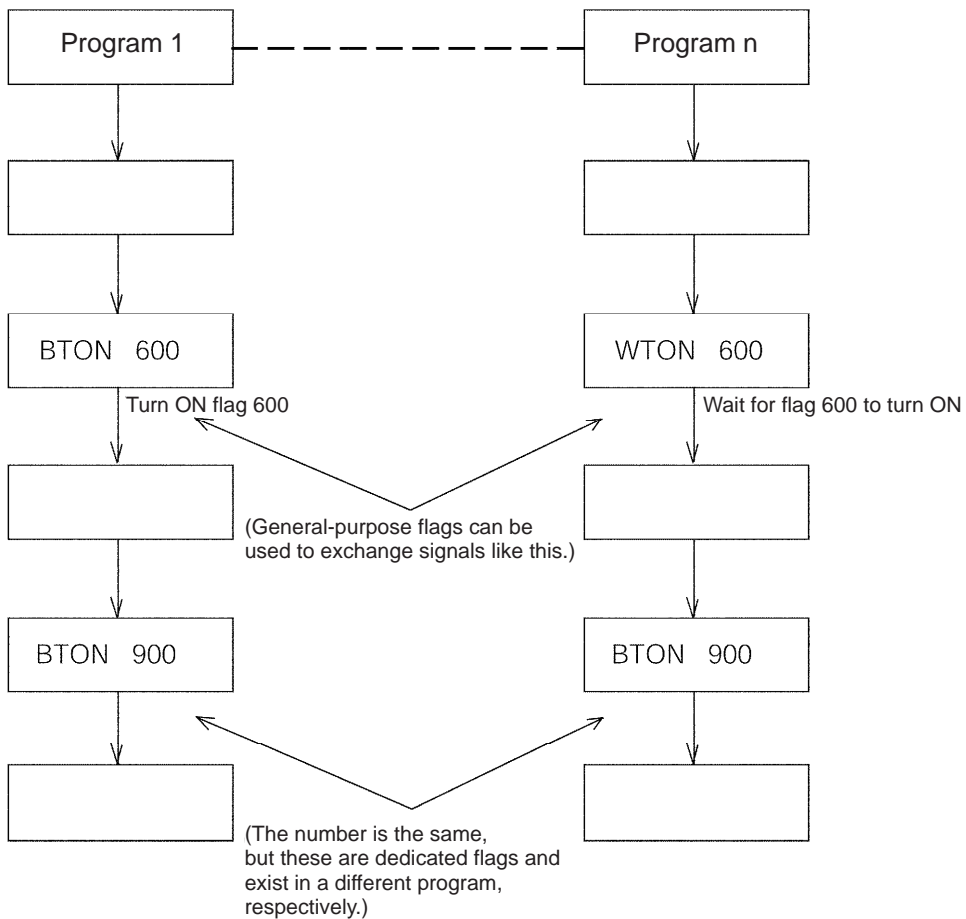 Program 1
Program n
BTON 600
WTON 600
Turn ON flag 600
Wait for flag 600 to turn ON
(General-purpose flags can be
used to exchange signals like this.)
BTON 900
BTON 900
(The number is the same,
but these are dedicated flags and
exist in a different program,
respectively.)